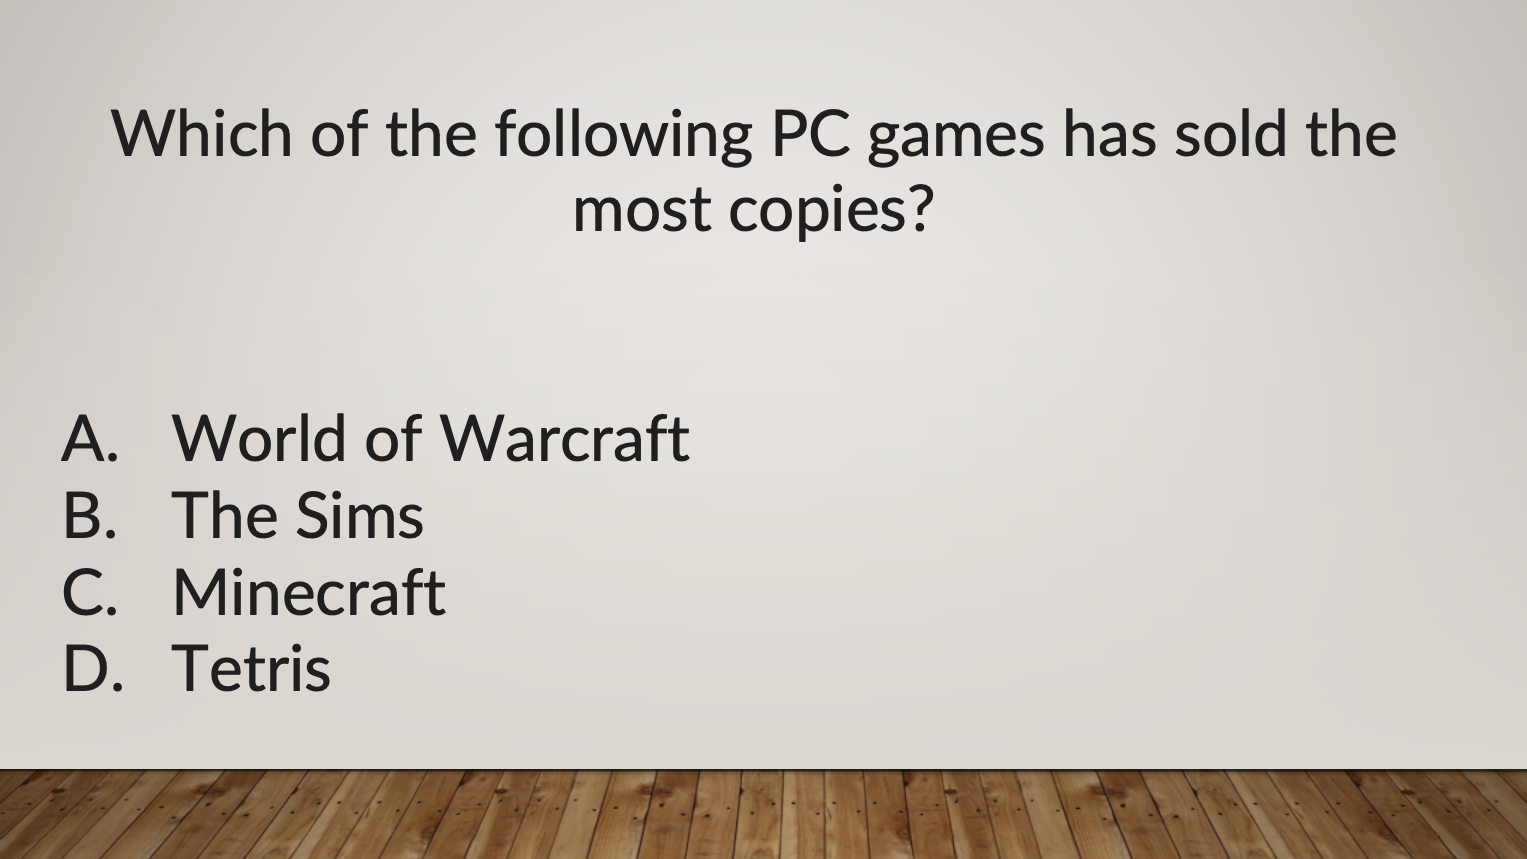 Which of the following PC games has sold the
most copies?
A. World of Warcraft
B. The Sims
C. Minecraft
D. Tetris